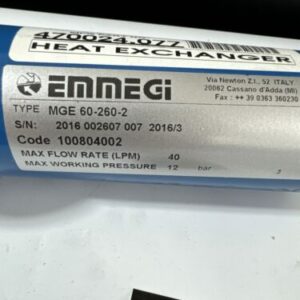 470024-077
HEAT EXCHANGER
EMMEGI
Via Newton Z.I., 52 ITALY
20062 Cassano d'Adda (MI)
Fax : ++ 39 0363 360230
TYPE MGE 60-260-2
S/N: 2016 002607 007 2016/3
Code 100804002
MAX FLOW RATE (LPM) 40
MAX WORKING PRESSURE 12 bar